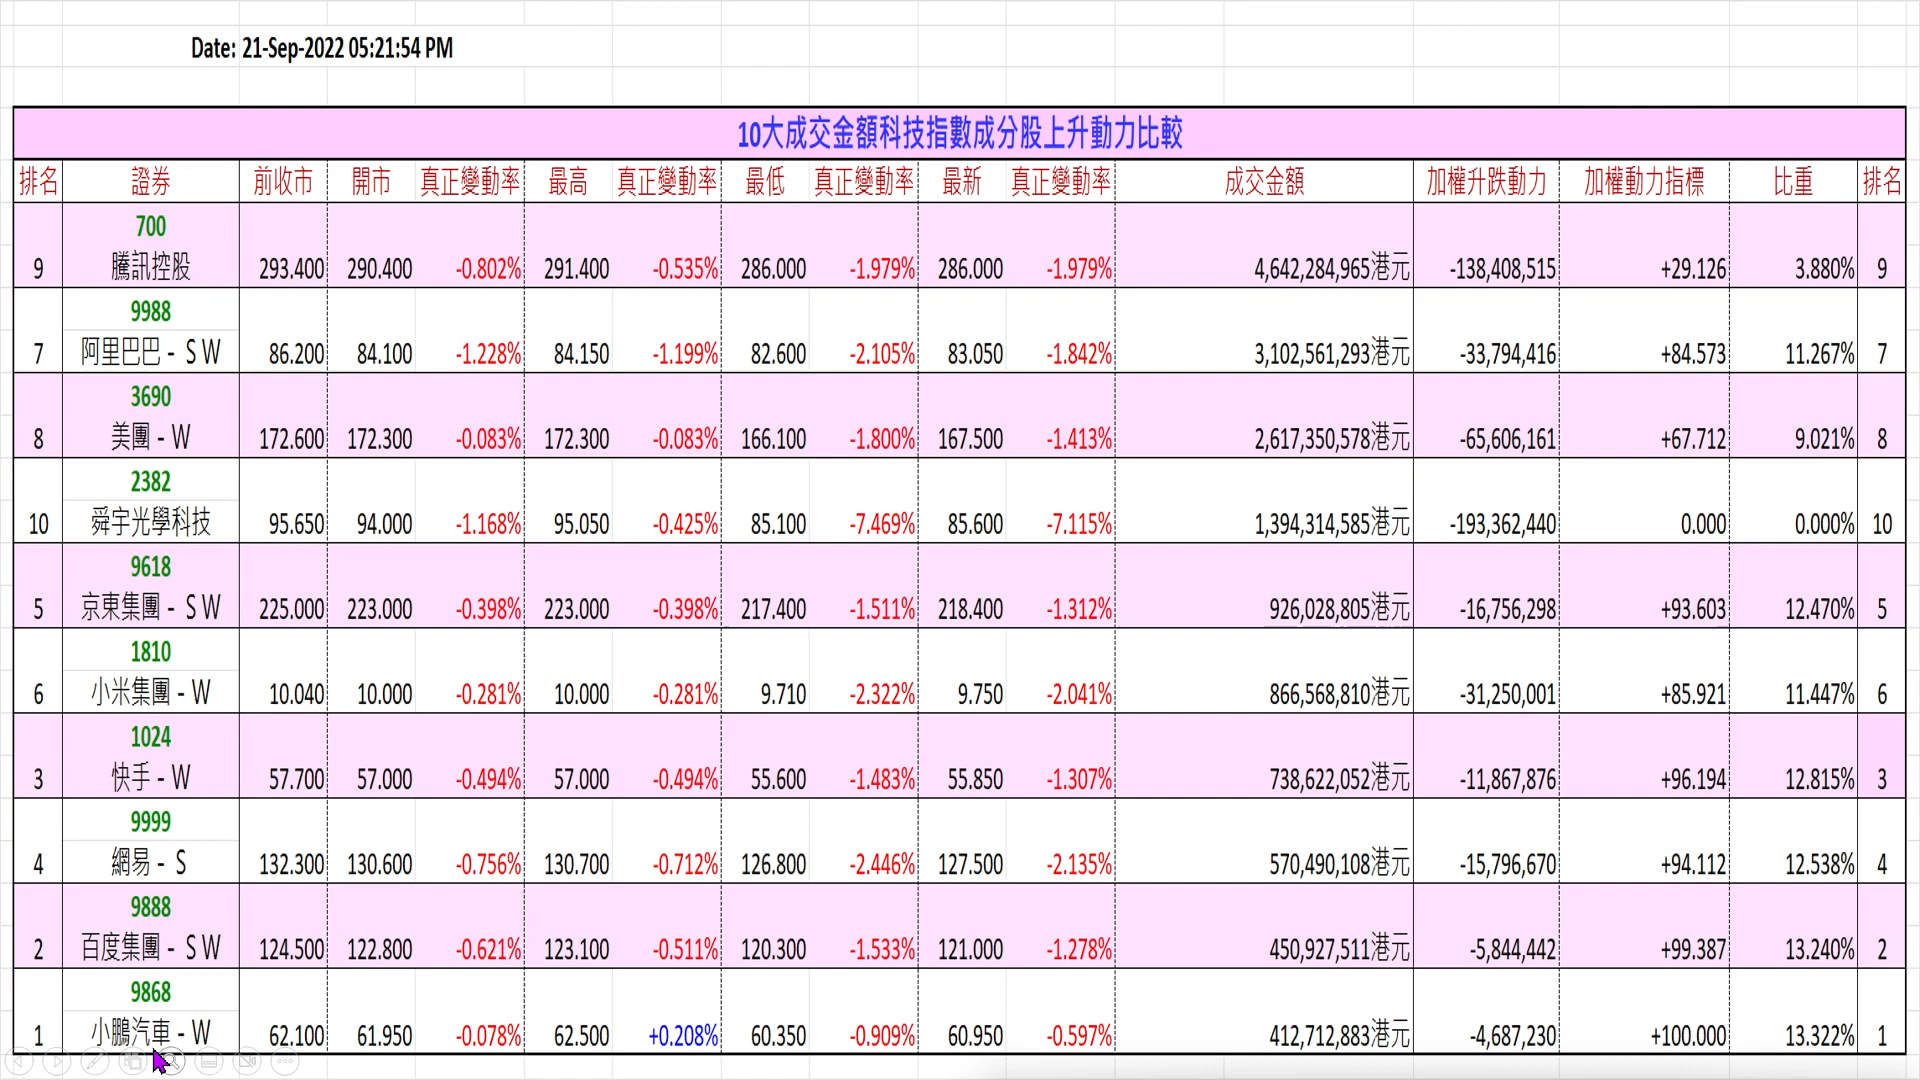 Date: 21-Sep-2022 05:21:54 PM
10大成交金額科技指數成分股上升動力比較
排名 證券 前收市 開市 真正變動率 最高 真正變動率 最低 真正變動率 最新 真正變動率 成交金額 加權升跌動力 加權動力指標 比重 排名
700
9 騰訊控股 293.400 290.400 -0.802% 291.400 -0.535% 286.000 -1.979% 286.000 -1.979% 4,642,284,965港元 -138,408,515 +29.126 3.880% 9
9988
7 阿里巴巴 - S W 86.200 84.100 -1.228% 84.150 -1.199% 82.600 -2.105% 83.050 -1.842% 3,102,561,293港元 -33,794,416 +84.573 11.267% 7
3690
8 美團 - W 172.600 172.300 -0.083% 172.300 -0.083% 166.100 -1.800% 167.500 -1.413% 2,617,350,578港元 -65,606,161 +67.712 9.021% 8
2382
10 舜宇光學科技 95.650 94.000 -1.168% 95.050 -0.425% 85.100 -7.469% 85.600 -7.115% 1,394,314,585港元 -193,362,440 0.000 0.000% 10
9618
5 京東集團 - S W 225.000 223.000 -0.398% 223.000 -0.398% 217.400 -1.511% 218.400 -1.312% 926,028,805港元 -16,756,298 +93.603 12.470% 5
1810
6 小米集團 - W 10.040 10.000 -0.281% 10.000 -0.281% 9.710 -2.322% 9.750 -2.041% 866,568,810港元 -31,250,001 +85.921 11.447% 6
1024
3 快手 - W 57.700 57.000 -0.494% 57.000 -0.494% 55.600 -1.483% 55.850 -1.307% 738,622,052港元 -11,867,876 +96.194 12.815% 3
9999
4 網易 - S 132.300 130.600 -0.756% 130.700 -0.712% 126.800 -2.446% 127.500 -2.135% 570,490,108港元 -15,796,670 +94.112 12.538% 4
9888
2 百度集團 - S W 124.500 122.800 -0.621% 123.100 -0.511% 120.300 -1.533% 121.000 -1.278% 450,927,511港元 -5,844,442 +99.387 13.240% 2
9868
1 小鵬汽車 - W 62.100 61.950 -0.078% 62.500 +0.208% 60.350 -0.909% 60.950 -0.597% 412,712,883港元 -4,687,230 +100.000 13.322% 1